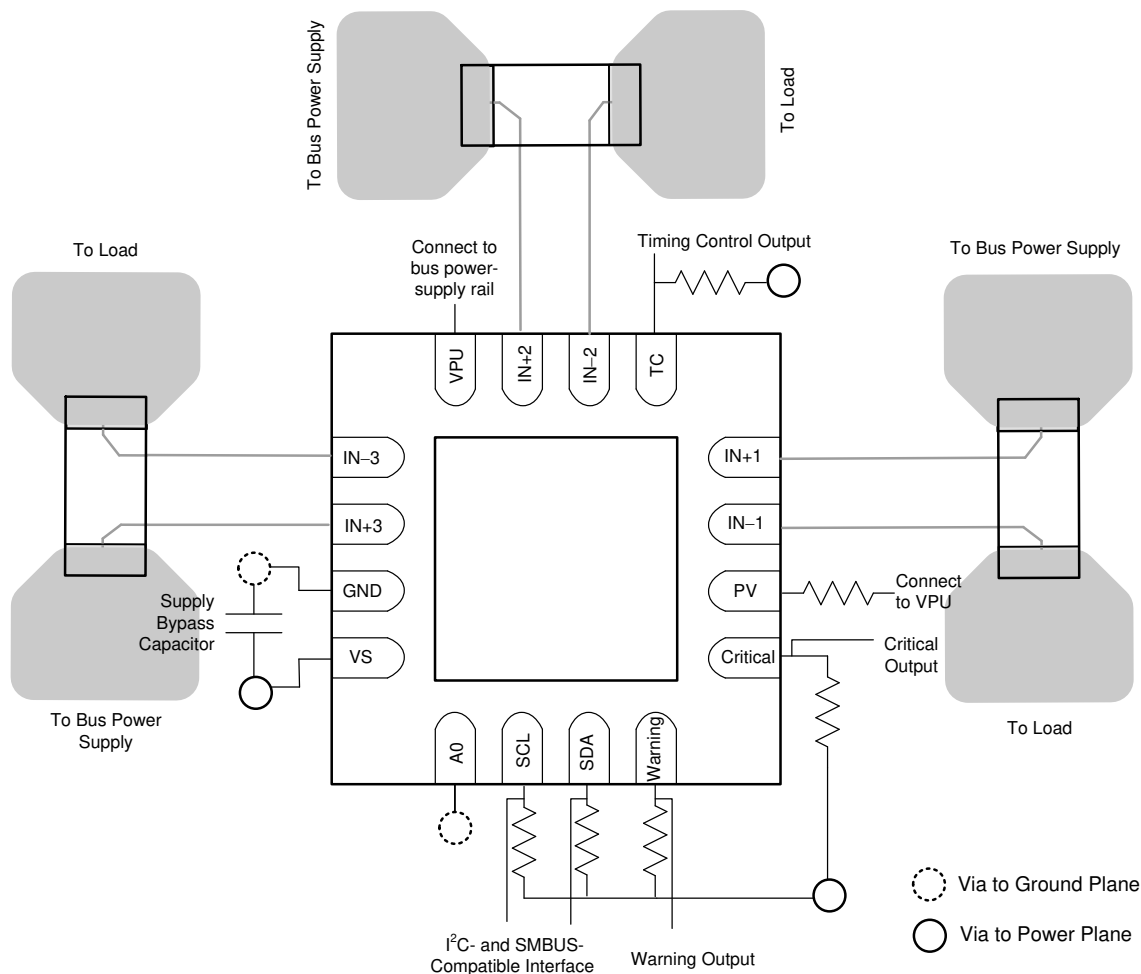 To Bus Power Supply
To Load
To Load
Connect to
bus power-
supply rail
Timing Control Output
To Bus Power Supply
VPU
IN+2
IN–2
TC
IN–3
IN+1
IN+3
IN–1
GND
PV
Connect
to VPU
Supply
Bypass
Capacitor
VS
Critical
Critical
Output
To Bus Power
Supply
To Load
A0
SCL
SDA
Warning
Via to Ground Plane
Via to Power Plane
I²C- and SMBUS-
Compatible Interface
Warning Output